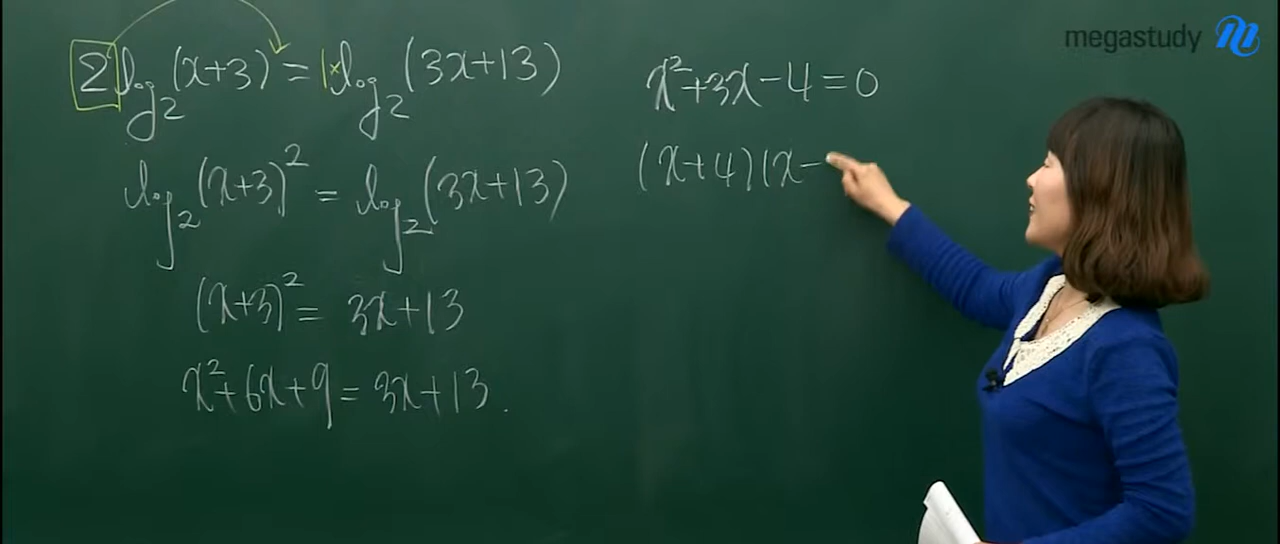 2log₂(x+3) = 1×log₂(3x+13)
log₂(x+3)² = log₂(3x+13)
(x+3)² = 3x+13
x²+6x+9 = 3x+13.
megastudy
x²+3x-4=0
(x+4)(x-